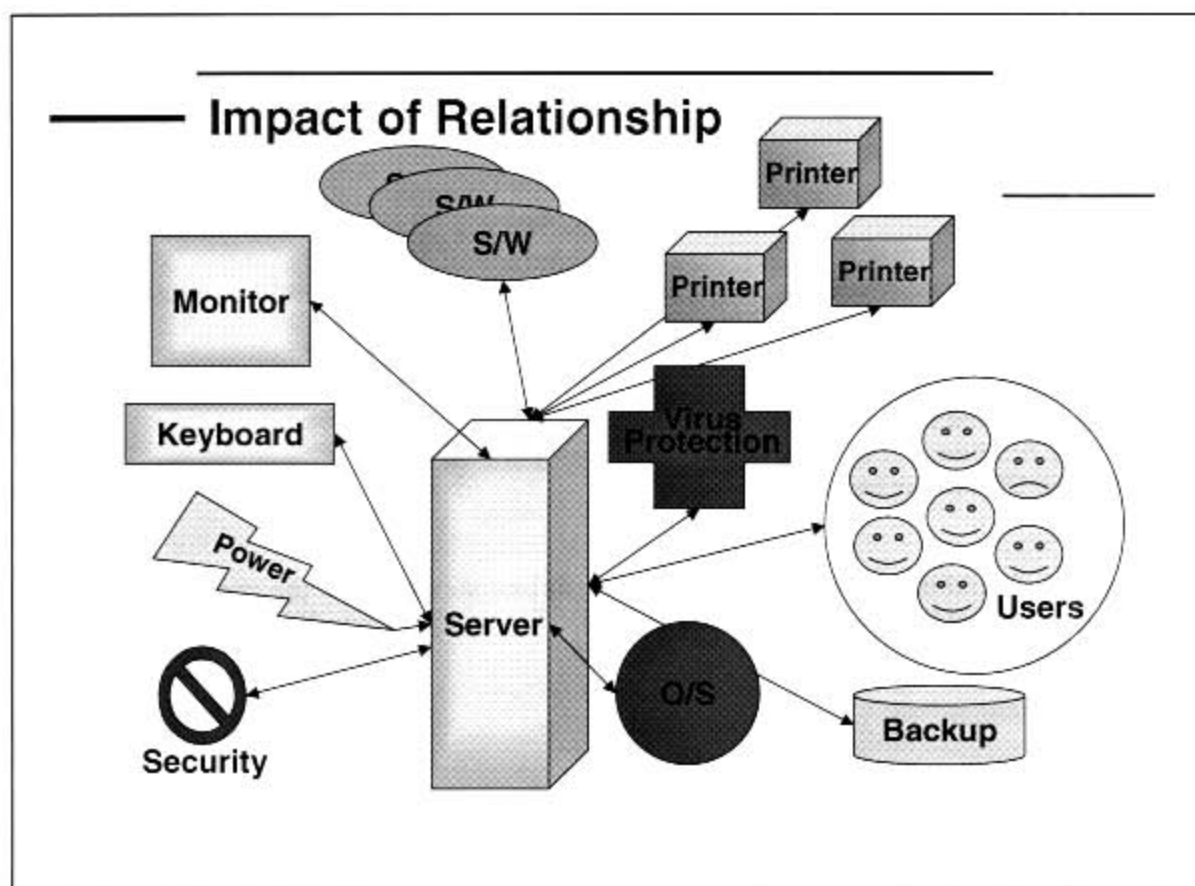 Impact of Relationship
Printer
S/W
S/W
Printer
Printer
Monitor
Virus
Protection
Keyboard
Power
Users
Server
O/S
Backup
Security